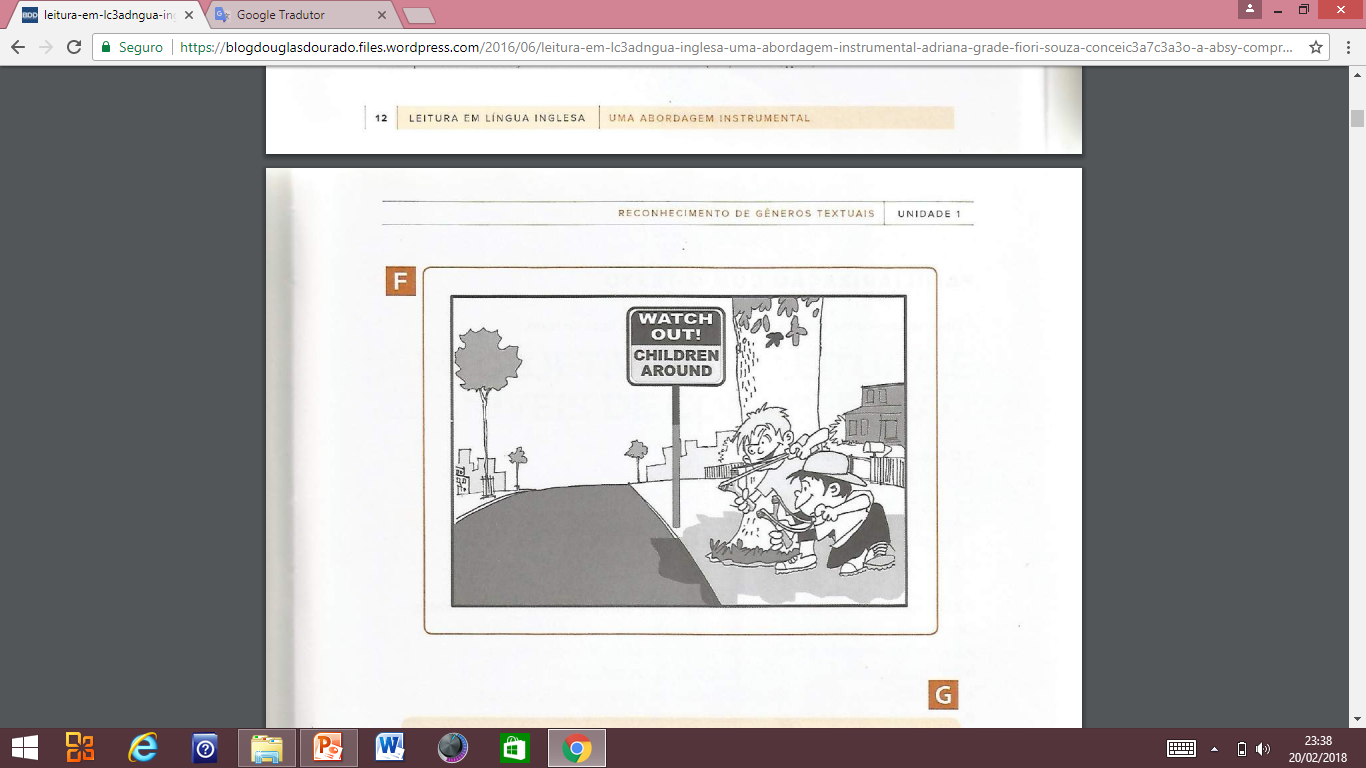 leitura-em-lc3adngua-in
Google Tradutor
Seguro
https://blogdouglasdourado.files.wordpress.com/2016/06/leitura-em-lc3adngua-inglesa-uma-abordagem-instrumental-adriana-grade-fiori-souza-conceic3a7c3a3o-a-absy-compr...
12 LEITURA EM LÍNGUA INGLESA UMA ABORDAGEM INSTRUMENTAL
RECONHECIMENTO DE GÊNEROS TEXTUAIS UNIDADE 1
F
WATCH
OUT!
CHILDREN
AROUND
G
23:38
20/02/2018